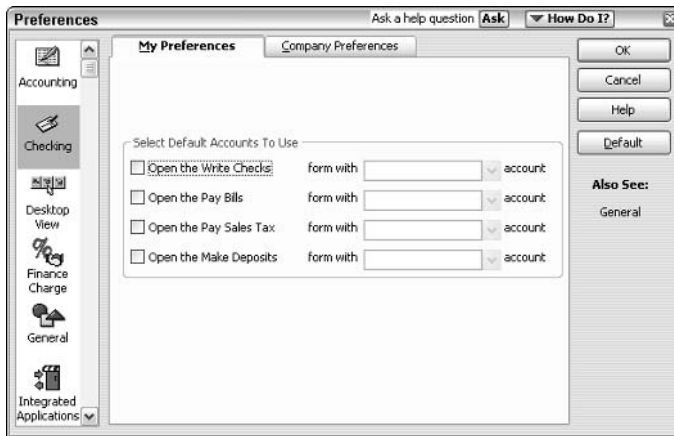 Preferences Ask a help question Ask How Do I?
My Preferences Company Preferences
Accounting
Checking
Desktop
View
Finance
Charge
General
Integrated
Applications
Select Default Accounts To Use
Open the Write Checks form with account
Open the Pay Bills form with account
Open the Pay Sales Tax form with account
Open the Make Deposits form with account
OK
Cancel
Help
Default
Also See:
General